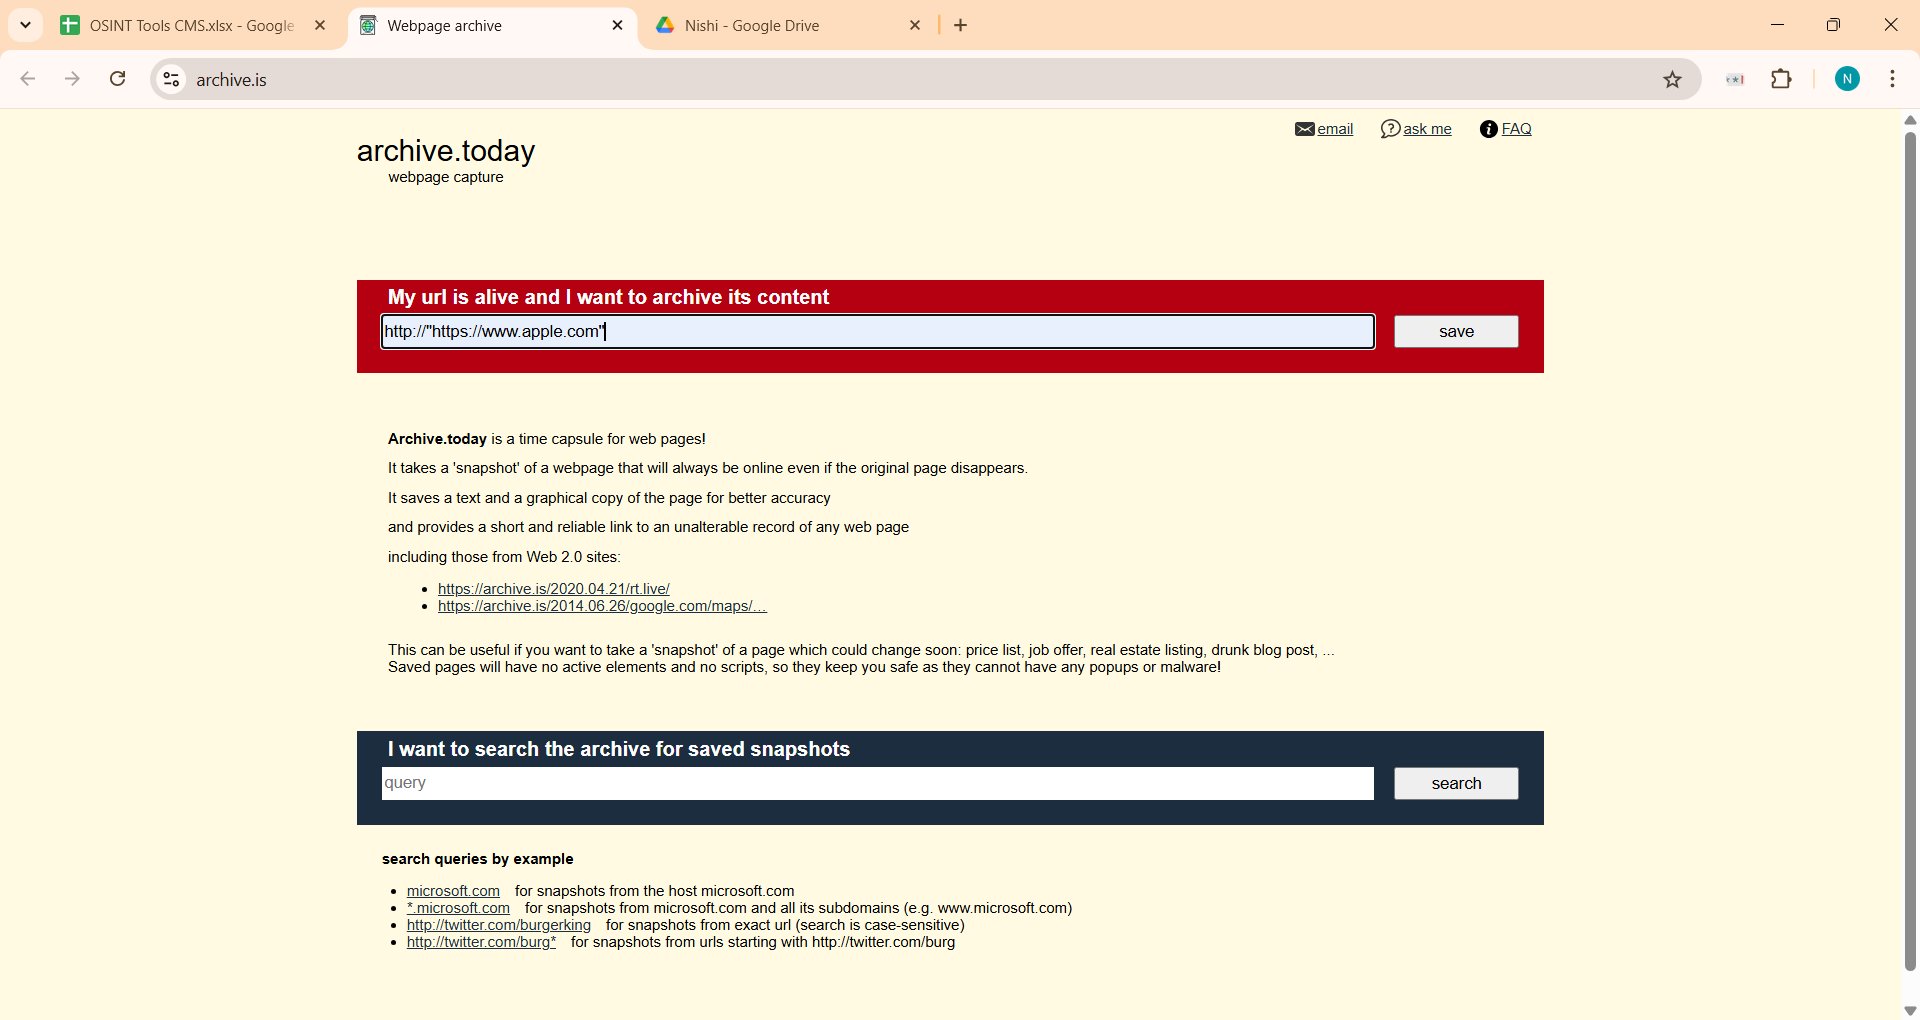 OSINT Tools CMS.xlsx - Google
Webpage archive
Nishi - Google Drive
archive.is
N
email
ask me
FAQ
archive.today
webpage capture
My url is alive and I want to archive its content
http://"https://www.apple.com"
save
Archive.today is a time capsule for web pages!
It takes a 'snapshot' of a webpage that will always be online even if the original page disappears.
It saves a text and a graphical copy of the page for better accuracy
and provides a short and reliable link to an unalterable record of any web page
including those from Web 2.0 sites:
• https://archive.is/2020.04.21/rt.live/
• https://archive.is/2014.06.26/google.com/maps/...
This can be useful if you want to take a 'snapshot' of a page which could change soon: price list, job offer, real estate listing, drunk blog post, ...
Saved pages will have no active elements and no scripts, so they keep you safe as they cannot have any popups or malware!
I want to search the archive for saved snapshots
query
search
search queries by example
• microsoft.com for snapshots from the host microsoft.com
• *.microsoft.com for snapshots from microsoft.com and all its subdomains (e.g. www.microsoft.com)
• http://twitter.com/burgerking for snapshots from exact url (search is case-sensitive)
• http://twitter.com/burg* for snapshots from urls starting with http://twitter.com/burg